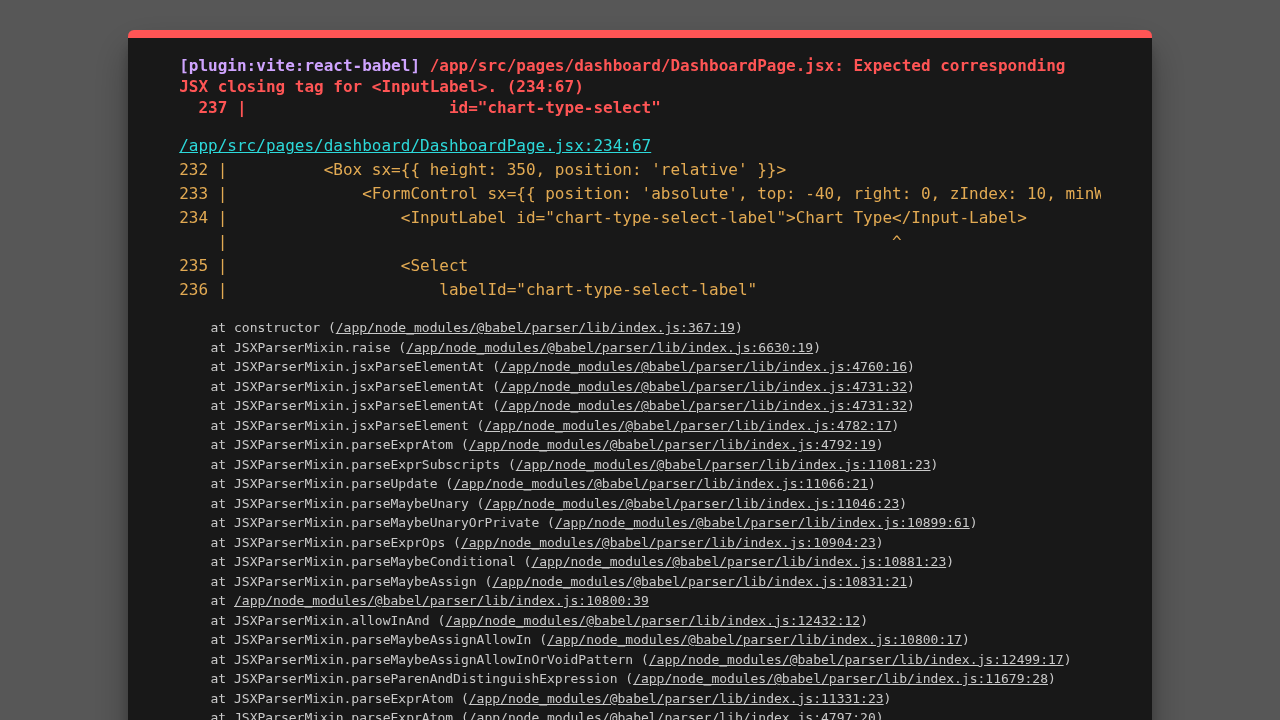 [plugin:vite:react-babel] /app/src/pages/dashboard/DashboardPage.jsx: Expected corresponding
JSX closing tag for <InputLabel>. (234:67)
  237 |                     id="chart-type-select"
/app/src/pages/dashboard/DashboardPage.jsx:234:67
232 |          <Box sx={{ height: 350, position: 'relative' }}>
233 |              <FormControl sx={{ position: 'absolute', top: -40, right: 0, zIndex: 10, minW
234 |                  <InputLabel id="chart-type-select-label">Chart Type</Input-Label>
    |                                                                     ^
235 |                  <Select
236 |                      labelId="chart-type-select-label"
at constructor (/app/node_modules/@babel/parser/lib/index.js:367:19)
at JSXParserMixin.raise (/app/node_modules/@babel/parser/lib/index.js:6630:19)
at JSXParserMixin.jsxParseElementAt (/app/node_modules/@babel/parser/lib/index.js:4760:16)
at JSXParserMixin.jsxParseElementAt (/app/node_modules/@babel/parser/lib/index.js:4731:32)
at JSXParserMixin.jsxParseElementAt (/app/node_modules/@babel/parser/lib/index.js:4731:32)
at JSXParserMixin.jsxParseElement (/app/node_modules/@babel/parser/lib/index.js:4782:17)
at JSXParserMixin.parseExprAtom (/app/node_modules/@babel/parser/lib/index.js:4792:19)
at JSXParserMixin.parseExprSubscripts (/app/node_modules/@babel/parser/lib/index.js:11081:23)
at JSXParserMixin.parseUpdate (/app/node_modules/@babel/parser/lib/index.js:11066:21)
at JSXParserMixin.parseMaybeUnary (/app/node_modules/@babel/parser/lib/index.js:11046:23)
at JSXParserMixin.parseMaybeUnaryOrPrivate (/app/node_modules/@babel/parser/lib/index.js:10899:61)
at JSXParserMixin.parseExprOps (/app/node_modules/@babel/parser/lib/index.js:10904:23)
at JSXParserMixin.parseMaybeConditional (/app/node_modules/@babel/parser/lib/index.js:10881:23)
at JSXParserMixin.parseMaybeAssign (/app/node_modules/@babel/parser/lib/index.js:10831:21)
at /app/node_modules/@babel/parser/lib/index.js:10800:39
at JSXParserMixin.allowInAnd (/app/node_modules/@babel/parser/lib/index.js:12432:12)
at JSXParserMixin.parseMaybeAssignAllowIn (/app/node_modules/@babel/parser/lib/index.js:10800:17)
at JSXParserMixin.parseMaybeAssignAllowInOrVoidPattern (/app/node_modules/@babel/parser/lib/index.js:12499:17)
at JSXParserMixin.parseParenAndDistinguishExpression (/app/node_modules/@babel/parser/lib/index.js:11679:28)
at JSXParserMixin.parseExprAtom (/app/node_modules/@babel/parser/lib/index.js:11331:23)
at JSXParserMixin.parseExprAtom (/app/node_modules/@babel/parser/lib/index.js:4797:20)